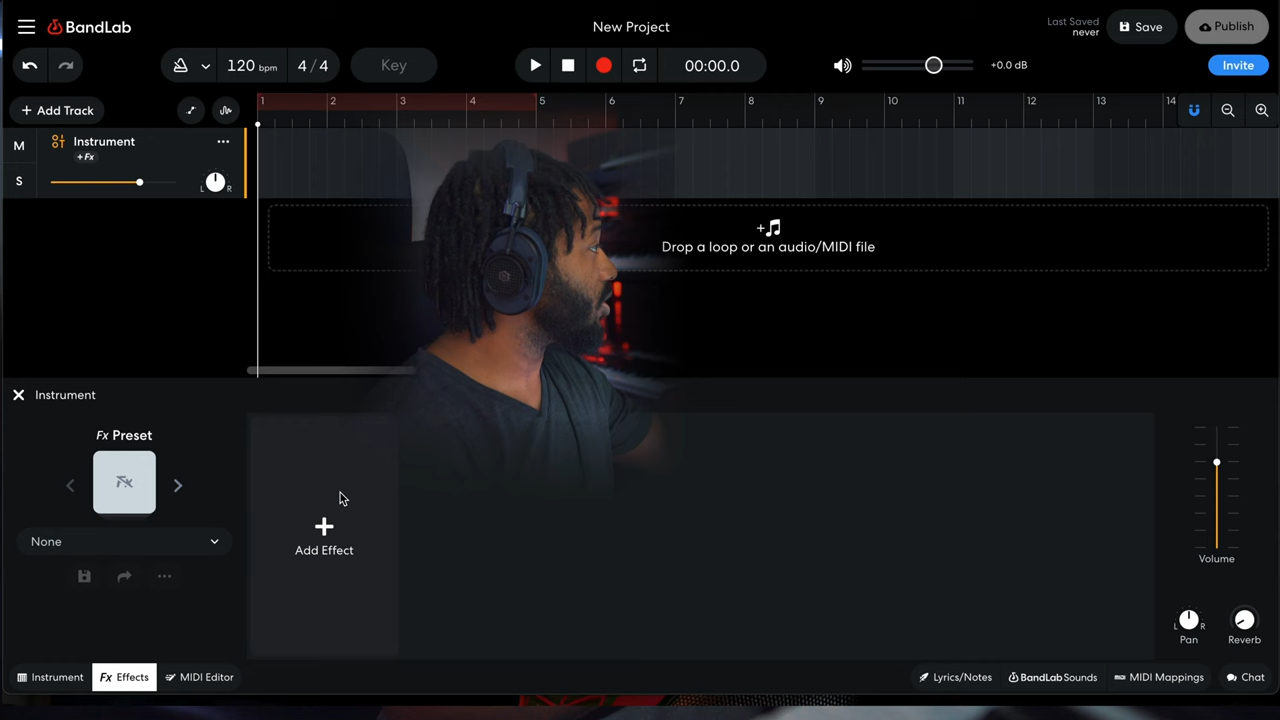 BandLab
New Project
Last Saved
never
Save
Publish
120 bpm
4/4
Key
00:00.0
+0.0 dB
Invite
+ Add Track
1 2 3 4 5 6 7 8 9 10 11 12 13 14
M
Instrument
+Fx
S
L R
+
Drop a loop or an audio/MIDI file
Instrument
Fx Preset
Fx
None
+
Add Effect
Volume
L R
Pan
Reverb
Instrument
Fx Effects
MIDI Editor
Lyrics/Notes
BandLab Sounds
MIDI Mappings
Chat